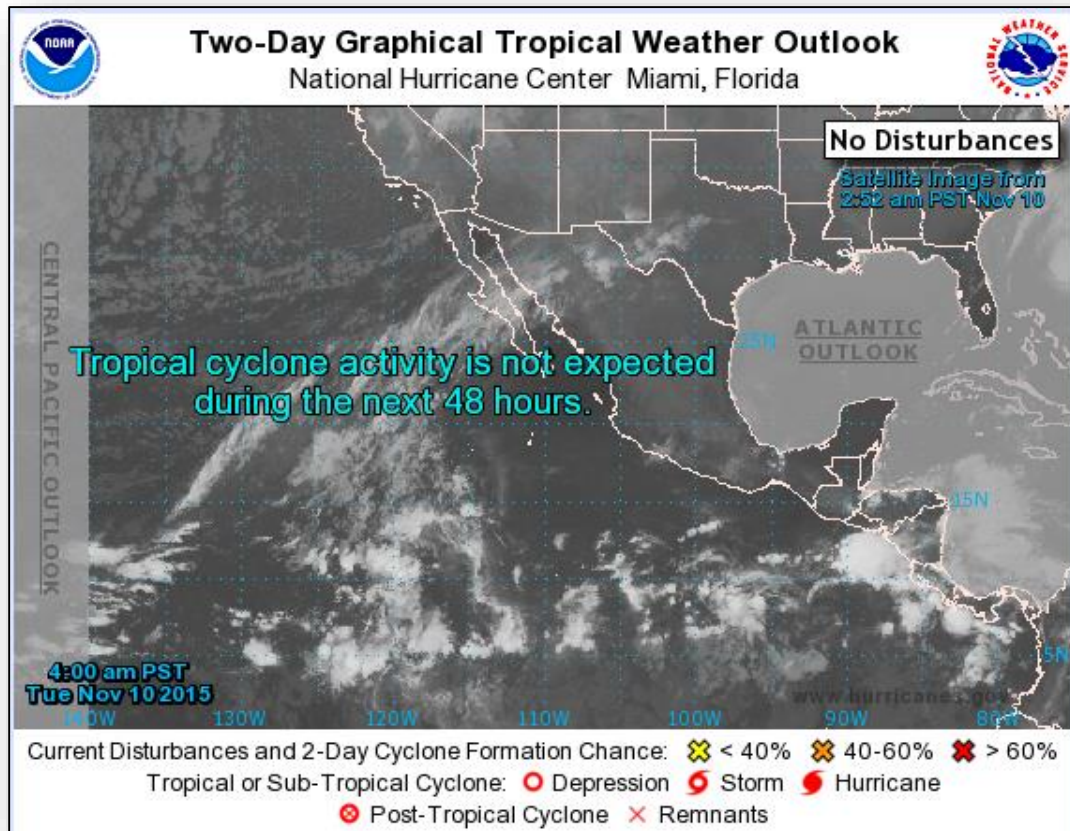 NOAA
Two-Day Graphical Tropical Weather Outlook
National Hurricane Center Miami, Florida
NATIONAL WEATHER SERVICE
No Disturbances
Satellite Image from
2:52 am PST Nov 10
CENTRAL PACIFIC OUTLOOK
ATLANTIC
OUTLOOK
25N
Tropical cyclone activity is not expected
during the next 48 hours.
15N
5N
4:00 am PST
Tue Nov 10 2015
www.hurricanes.gov
140W 130W 120W 110W 100W 90W 80W
Current Disturbances and 2-Day Cyclone Formation Chance: < 40% 40-60% > 60%
Tropical or Sub-Tropical Cyclone: Depression Storm Hurricane
Post-Tropical Cyclone Remnants